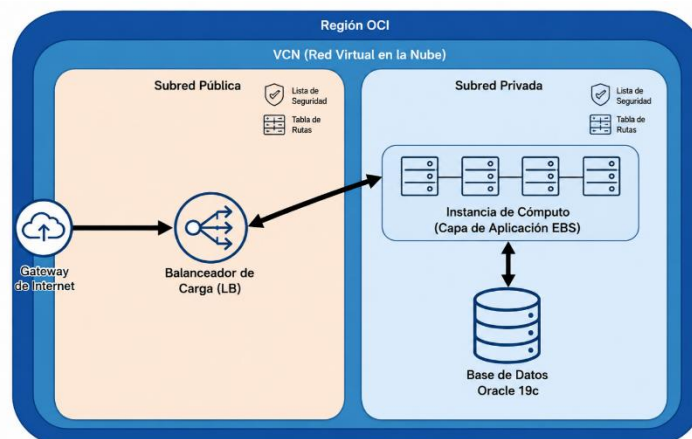 Región OCI
VCN (Red Virtual en la Nube)
Subred Pública
Lista de
Seguridad
Tabla de
Rutas
Gateway
de Internet
Balanceador de
Carga (LB)
Subred Privada
Lista de
Seguridad
Tabla de
Rutas
Instancia de Cómputo
(Capa de Aplicación EBS)
Base de Datos
Oracle 19c